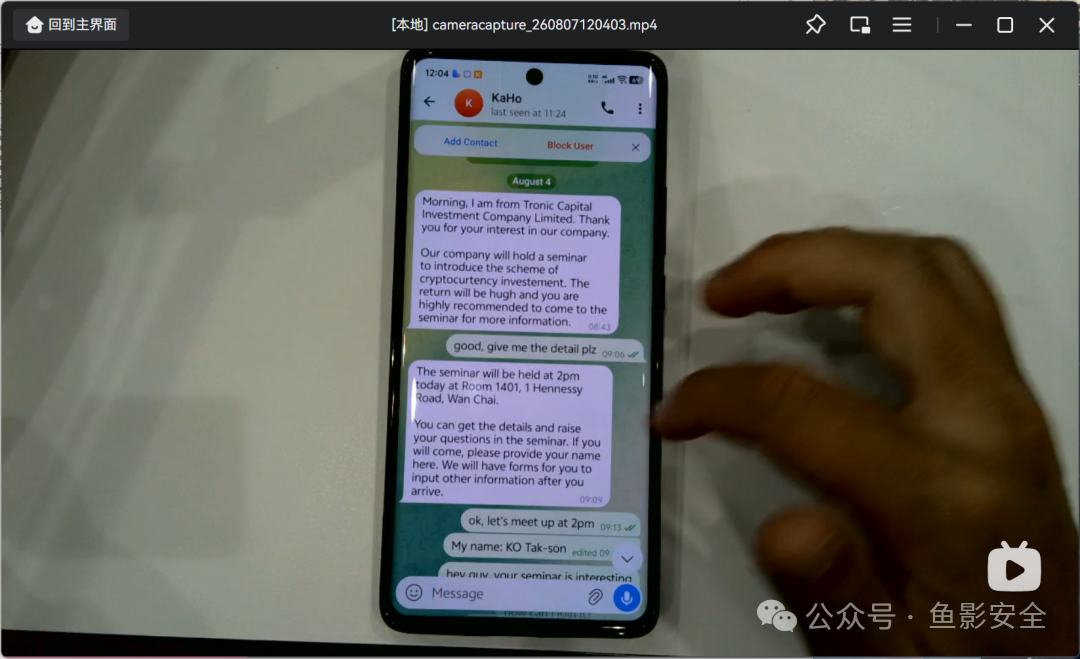 回到主界面
[本地] cameracapture_260807120403.mp4
12:04
K
KaHo
last seen at 11:24
Add Contact
Block User
August 4
Morning, I am from Tronic Capital
Investment Company Limited. Thank
you for your interest in our company.
Our company will hold a seminar
to introduce the scheme of
cryptocurtency investement. The
return will be hugh and you are
highly recommended to come to the
seminar for more information.
08:43
good, give me the detail plz
09:06
The seminar will be held at 2pm
today at Room 1401, 1 Hennessy
Road, Wan Chai.
You can get the details and raise
your questions in the seminar. If you
will come, please provide your name
here. We will have forms for you to
input other information after you
arrive.
09:09
ok, let's meet up at 2pm
09:13
My name: KO Tak-son
edited 09:
hey guy, your seminar is interesting
Message
公众号 · 鱼影安全